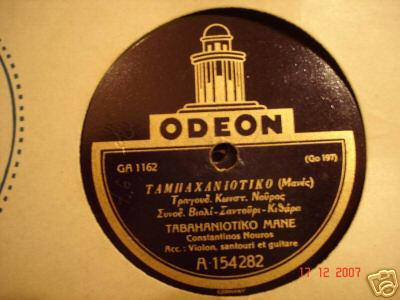 ODEON
GA 1162 (Go 197)
ΤΑΜΠΑΧΑΝΙΩΤΙΚΟ (Μανές)
Τραγουδ. Κωνστ. Νούρος
Συνοδ. Βιολί-Σαντούρι-Κιθάρα
TABAHANIOTIKO MANE
Constantinos Nouros
Acc.: Violon, santouri et guitare
A·154282
GERMANY
17 12 2007